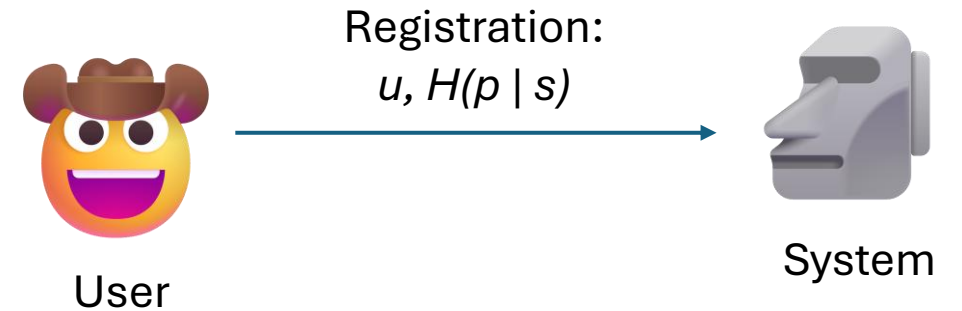 Registration:
u, H(p | s)
System
User